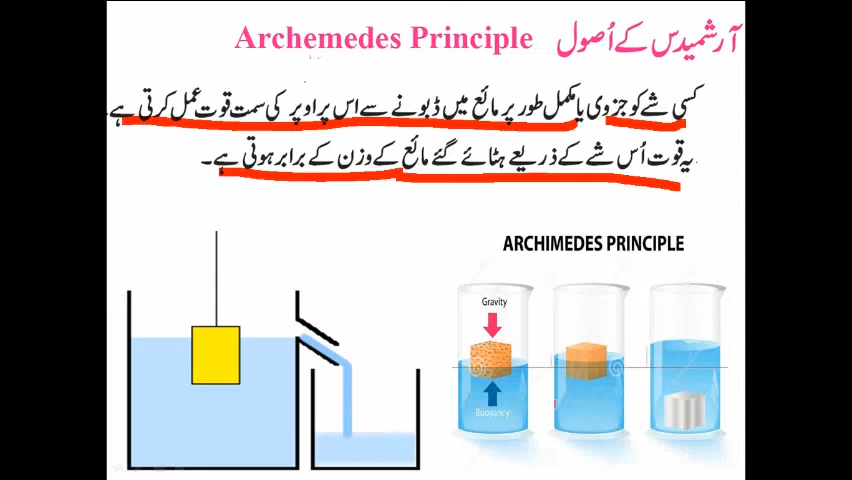 آرشمیدس کے اُصول Archemedes Principle
کسی شے کو جزوی یا مکمل طور پر مائع میں ڈبونے سے اس پر اوپر کی سمت قوت عمل کرتی ہے
یہ قوت اُس شے کے ذریعے ہٹائے گئے مائع کے وزن کے برابر ہوتی ہے۔
ARCHIMEDES PRINCIPLE
Gravity
Buoyancy